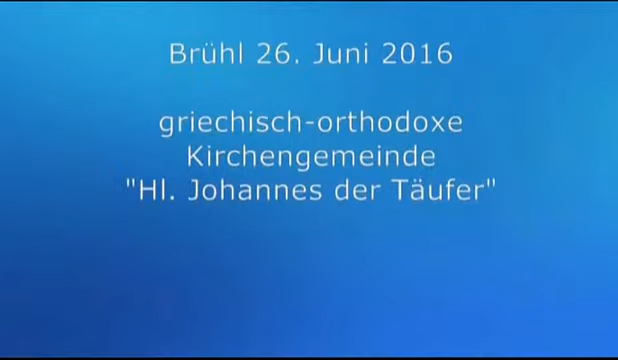 Brühl 26. Juni 2016
griechisch-orthodoxe
Kirchengemeinde
"Hl. Johannes der Täufer"